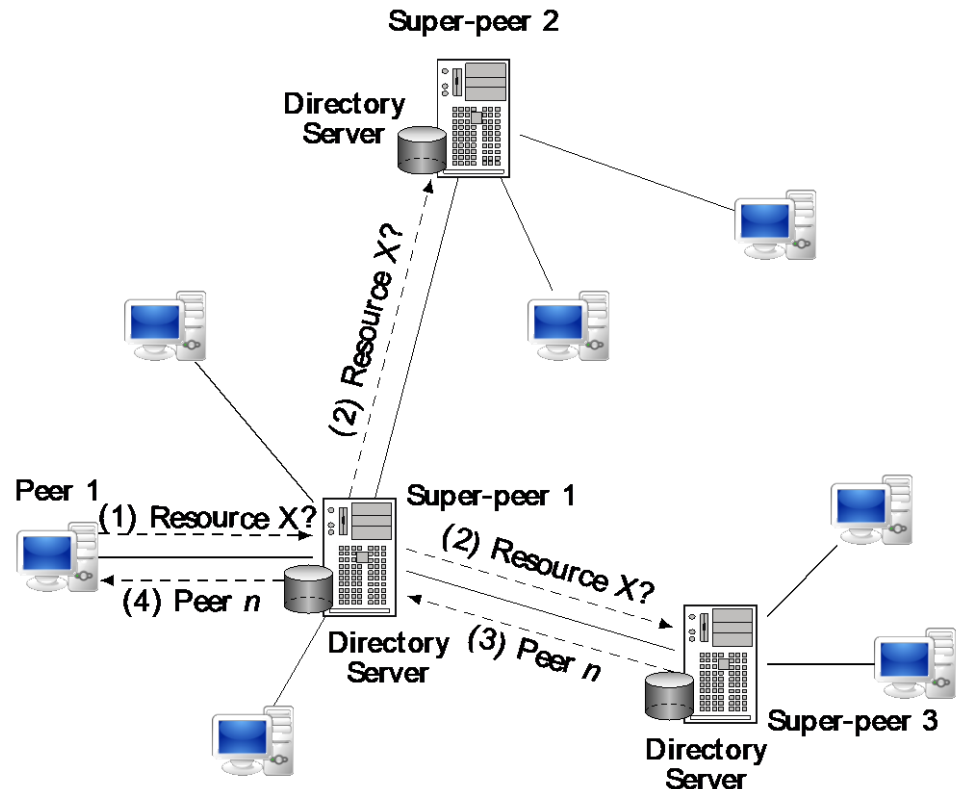 Super-peer 2
Directory
Server
(2) Resource X?
Peer 1
(1) Resource X?
(4) Peer n
Super-peer 1
Directory
Server
(2) Resource X?
(3) Peer n
Super-peer 3
Directory
Server